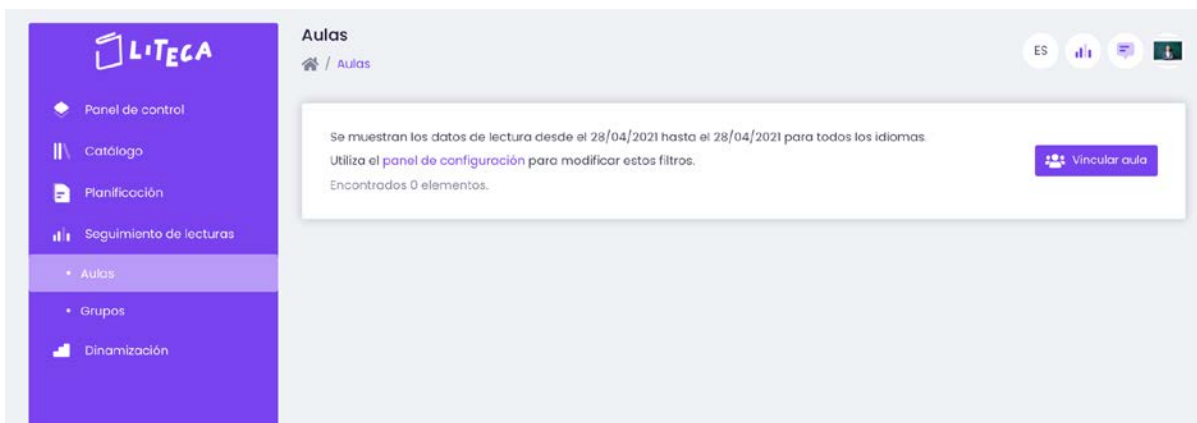 LITECA
Panel de control
Catálogo
Planificación
Seguimiento de lecturas
• Aulas
• Grupos
Dinamización
Aulas
/ Aulas
ES
Se muestran los datos de lectura desde el 28/04/2021 hasta el 28/04/2021 para todos los idiomas.
Utiliza el panel de configuración para modificar estos filtros.
Encontrados 0 elementos.
Vincular aula